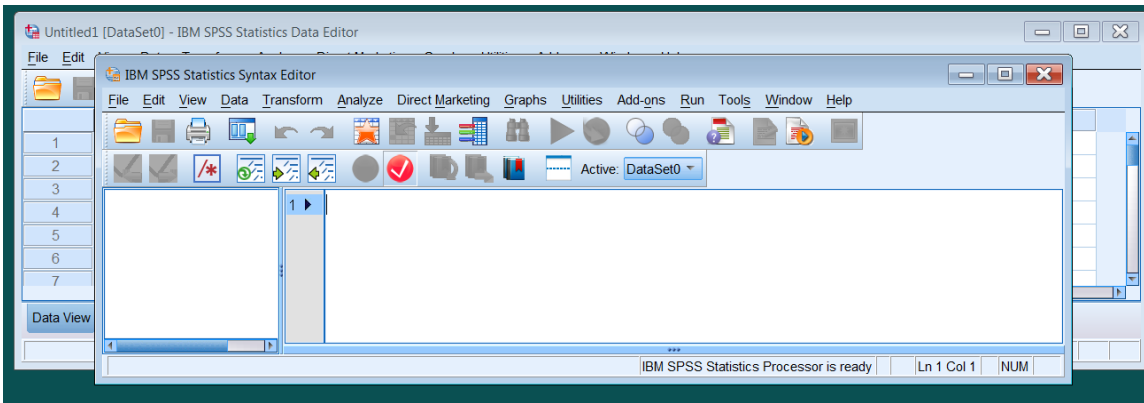 Untitled1 [DataSet0] - IBM SPSS Statistics Data Editor
File Edit
IBM SPSS Statistics Syntax Editor
File Edit View Data Transform Analyze Direct Marketing Graphs Utilities Add-ons Run Tools Window Help
Active: DataSet0
1
2
3
4
5
6
7
1
Data View
IBM SPSS Statistics Processor is ready Ln 1 Col 1 NUM